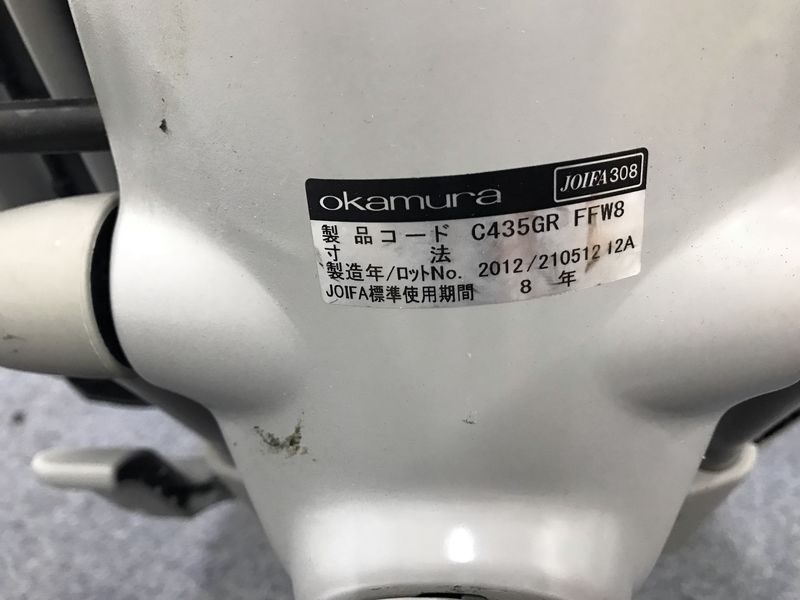 okamura JOIFA308
製品コード C435GR FFW8
寸法
製造年/ロットNo. 2012/21051212A
JOIFA標準使用期間 8 年